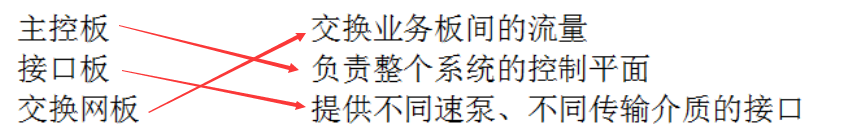 主控板 交换业务板间的流量
接口板 负责整个系统的控制平面
交换网板 提供不同速泵、不同传输介质的接口